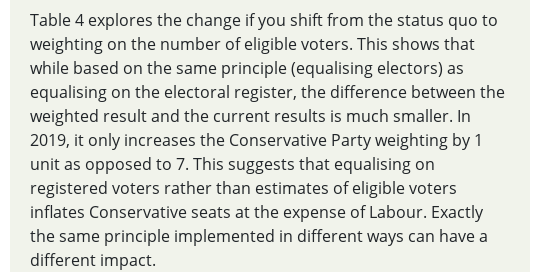 Table 4 explores the change if you shift from the status quo to
weighting on the number of eligible voters. This shows that
while based on the same principle (equalising electors) as
equalising on the electoral register, the difference between the
weighted result and the current results is much smaller. In
2019, it only increases the Conservative Party weighting by 1
unit as opposed to 7. This suggests that equalising on
registered voters rather than estimates of eligible voters
inflates Conservative seats at the expense of Labour. Exactly
the same principle implemented in different ways can have a
different impact.